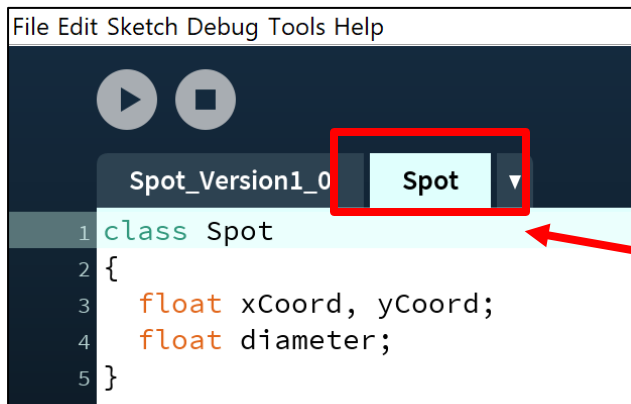 File Edit Sketch Debug Tools Help
Spot_Version1_0 Spot ▼
1 class Spot
2 {
3 float xCoord, yCoord;
4 float diameter;
5 }